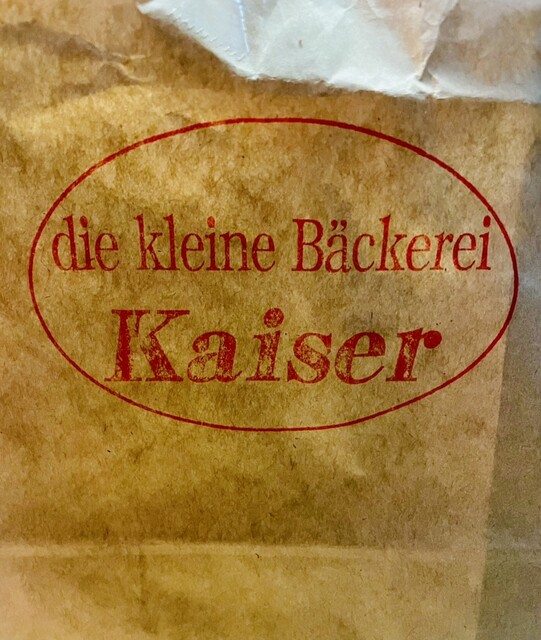 die kleine Bäckerei
Kaiser